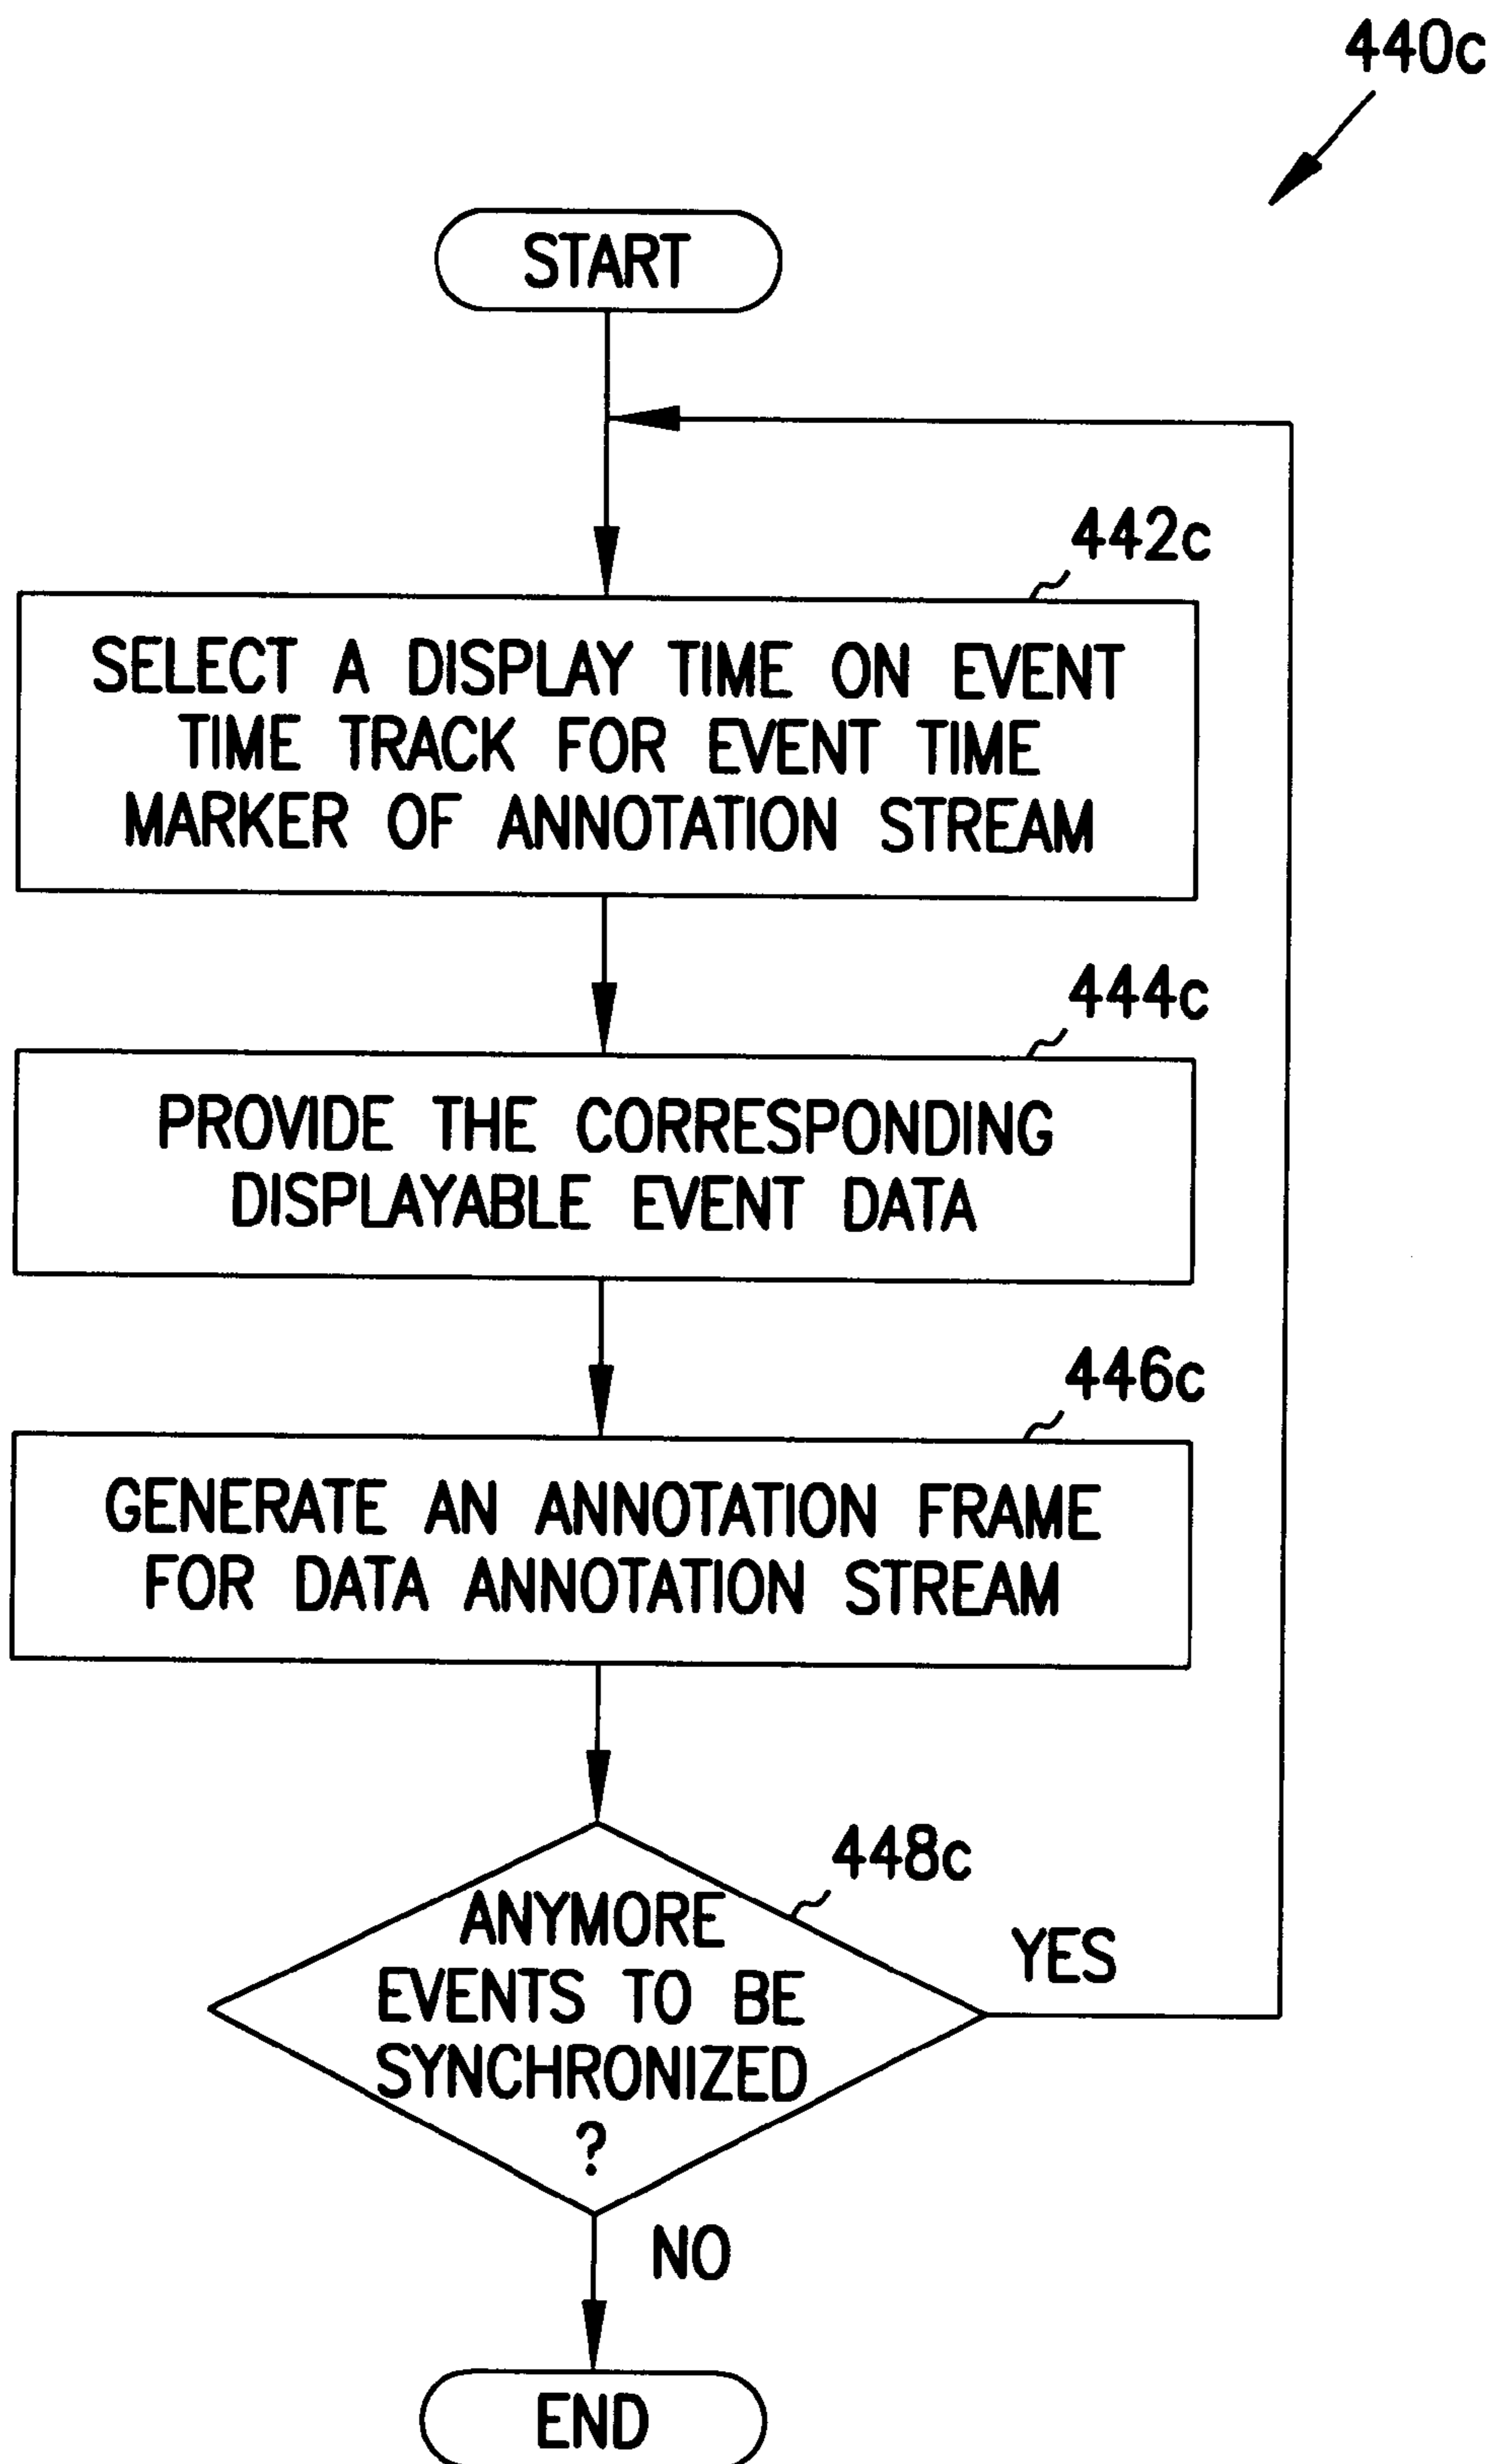 440c
START
442c
SELECT A DISPLAY TIME ON EVENT
TIME TRACK FOR EVENT TIME
MARKER OF ANNOTATION STREAM
444c
PROVIDE THE CORRESPONDING
DISPLAYABLE EVENT DATA
446c
GENERATE AN ANNOTATION FRAME
FOR DATA ANNOTATION STREAM
448c
ANYMORE
EVENTS TO BE
SYNCHRONIZED
?
YES
NO
END